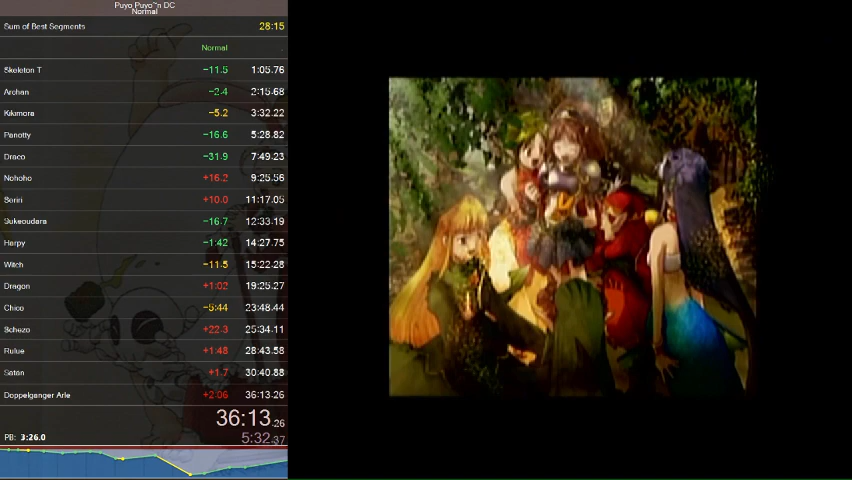 Puyo Puyo~n DC
Normal
Sum of Best Segments 28:15
Normal
Skeleton T -11.5 1:05.76
Archan -2.4 2:15.68
Kikimora -5.2 3:32.22
Panotty -16.6 5:28.82
Draco -31.9 7:49.23
Nohoho +16.2 9:25.56
Seriri +10.0 11:17.05
Sukeoudara -16.7 12:33.19
Harpy -1:42 14:27.75
Witch -11.5 15:22.28
Dragon +1:02 19:25.27
Chico -5:44 23:48.44
Schezo +22.3 25:34.11
Rulue +1:48 28:43.58
Satan +1.7 30:40.88
Doppelganger Arle +2:06 36:13.26
36:13.26
PB: 3:26.0 5:32.37